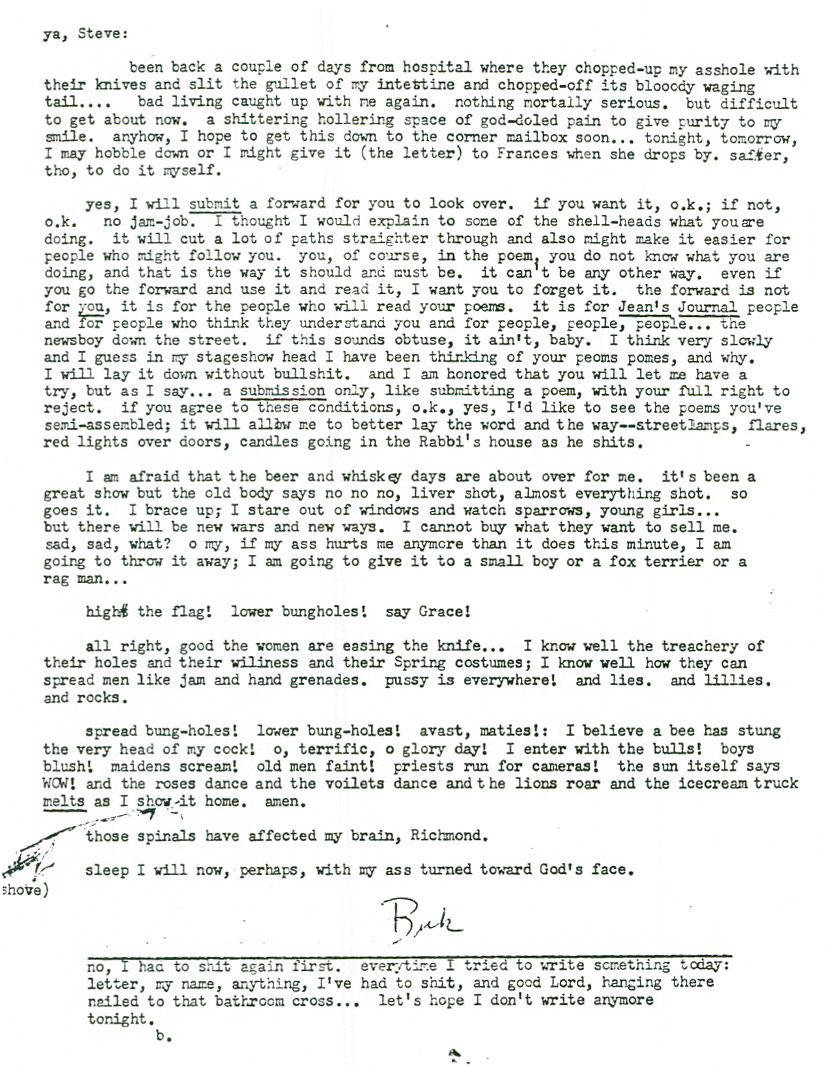 ya, Steve:
been back a couple of days from hospital where they chopped-up my asshole with
their knives and slit the gullet of my intestine and chopped-off its blooody waging
tail.... bad living caught up with me again. nothing mortally serious. but difficult
to get about now. a shittering hollering space of god-doled pain to give purity to my
smile. anyhow, I hope to get this down to the corner mailbox soon... tonight, tomorrow,
I may hobble down or I might give it (the letter) to Frances when she drops by. safter,
tho, to do it myself.
yes, I will submit a forward for you to look over. if you want it, o.k.; if not,
o.k. no jam-job. I thought I would explain to some of the shell-heads what youare
doing. it will cut a lot of paths straighter through and also might make it easier for
people who might follow you. you, of course, in the poem, you do not know what you are
doing, and that is the way it should and must be. it can't be any other way. even if
you go the forward and use it and read it, I want you to forget it. the forward is not
for you, it is for the people who will read your poems. it is for Jean's Journal people
and for people who think they understand you and for people, people, people... the
newsboy down the street. if this sounds obtuse, it ain't, baby. I think very slowly
and I guess in my stageshow head I have been thinking of your peoms pomes, and why.
I will lay it down without bullshit. and I am honored that you will let me have a
try, but as I say... a submission only, like submitting a poem, with your full right to
reject. if you agree to these conditions, o.k., yes, I'd like to see the poems you've
semi-assembled; it will allow me to better lay the word and the way--streetlamps, flares,
red lights over doors, candles going in the Rabbi's house as he shits.
I am afraid that the beer and whiskey days are about over for me. it's been a
great show but the old body says no no no, liver shot, almost everything shot. so
goes it. I brace up; I stare out of windows and watch sparrows, young girls...
but there will be new wars and new ways. I cannot buy what they want to sell me.
sad, sad, what? o my, if my ass hurts me anymore than it does this minute, I am
going to throw it away; I am going to give it to a small boy or a fox terrier or a
rag man...
high the flag! lower bungholes! say Grace!
all right, good the women are easing the knife... I know well the treachery of
their holes and their wiliness and their Spring costumes; I know well how they can
spread men like jam and hand grenades. pussy is everywhere! and lies. and lillies.
and rocks.
spread bung-holes! lower bung-holes! avast, maties!: I believe a bee has stung
the very head of my cock! o, terrific, o glory day! I enter with the bulls! boys
blush! maidens scream! old men faint! priests run for cameras! the sun itself says
WOW! and the roses dance and the voilets dance and the lions roar and the icecream truck
melts as I show it home. amen.
those spinals have affected my brain, Richmond.
sleep I will now, perhaps, with my ass turned toward God's face.
shove)
Buk
no, I had to shit again first. everytime I tried to write something today:
letter, my name, anything, I've had to shit, and good Lord, hanging there
nailed to that bathroom cross... let's hope I don't write anymore
tonight.
b.